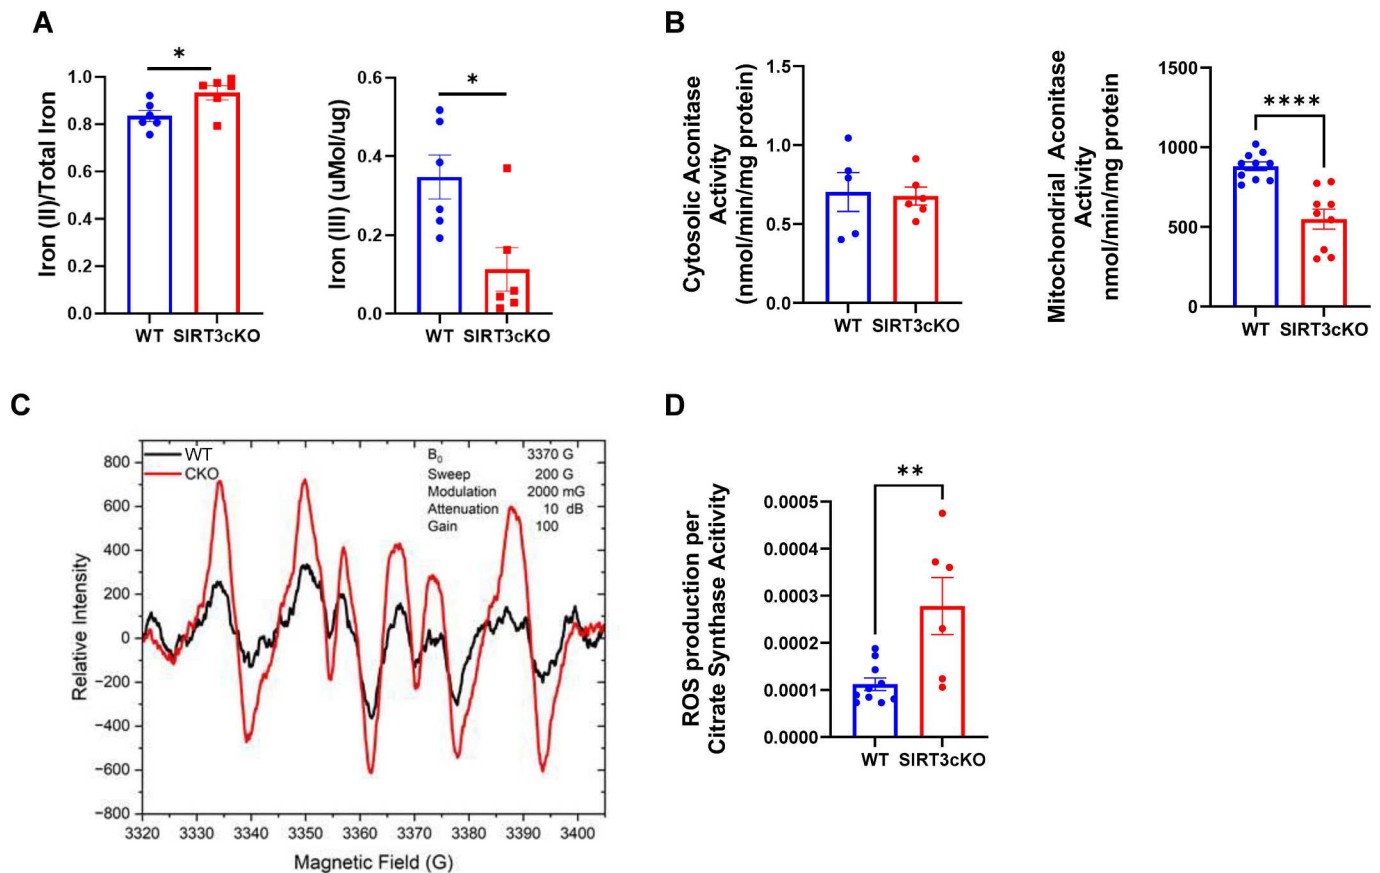 A
Iron (II)/Total Iron
1.0
0.8
0.6
0.4
0.2
0.0
*
WT SIRT3cKO
Iron (III) (uMol/ug)
0.6
0.4
0.2
0.0
*
WT SIRT3cKO
B
Cytosolic Aconitase
Activity
(nmol/min/mg protein)
1.5
1.0
0.5
0.0
WT SIRT3cKO
Mitochondrial Aconitase
Activity
nmol/min/mg protein
1500
1000
500
0
****
WT SIRT3cKO
C
Relative Intensity
800
600
400
200
0
−200
−400
−600
−800
WT
CKO
B0 3370 G
Sweep 200 G
Modulation 2000 mG
Attenuation 10 dB
Gain 100
3320 3330 3340 3350 3360 3370 3380 3390 3400
Magnetic Field (G)
D
ROS production per
Citrate Synthase Acitivity
0.0005
0.0004
0.0003
0.0002
0.0001
0.0000
**
WT SIRT3cKO